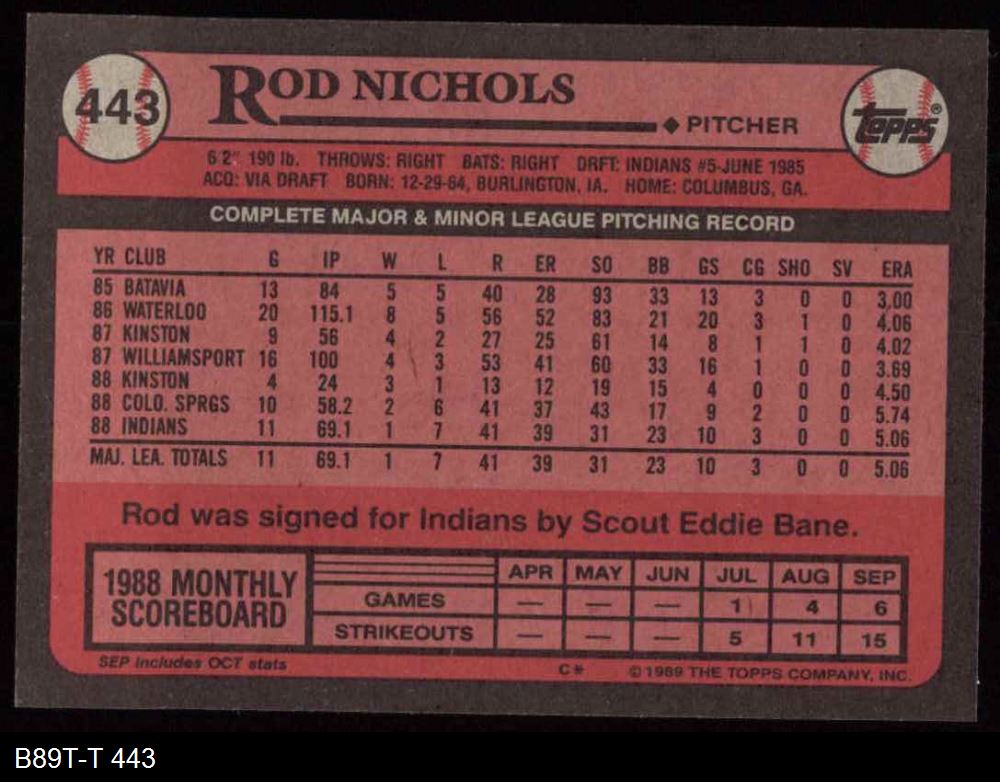 443
ROD NICHOLS
◆ PITCHER
topps®
6'2" 190 lb. THROWS: RIGHT BATS: RIGHT DRFT: INDIANS #5-JUNE 1985
ACQ: VIA DRAFT BORN: 12-29-64, BURLINGTON, IA. HOME: COLUMBUS, GA.
COMPLETE MAJOR & MINOR LEAGUE PITCHING RECORD
YR CLUB G IP W L R ER SO BB GS CG SHO SV ERA
85 BATAVIA 13 84 5 5 40 28 93 33 13 3 0 0 3.00
86 WATERLOO 20 115.1 8 5 56 52 83 21 20 3 1 0 4.06
87 KINSTON 9 56 4 2 27 25 61 14 8 1 1 0 4.02
87 WILLIAMSPORT 16 100 4 3 53 41 60 33 16 1 0 0 3.69
88 KINSTON 4 24 3 1 13 12 19 15 4 0 0 0 4.50
88 COLO. SPRGS 10 58.2 2 6 41 37 43 17 9 2 0 0 5.74
88 INDIANS 11 69.1 1 7 41 39 31 23 10 3 0 0 5.06
MAJ. LEA. TOTALS 11 69.1 1 7 41 39 31 23 10 3 0 0 5.06
Rod was signed for Indians by Scout Eddie Bane.
1988 MONTHLY
SCOREBOARD
APR MAY JUN JUL AUG SEP
GAMES — — — 1 4 6
STRIKEOUTS — — — 5 11 15
SEP includes OCT stats
C* © 1989 THE TOPPS COMPANY, INC.
B89T-T 443